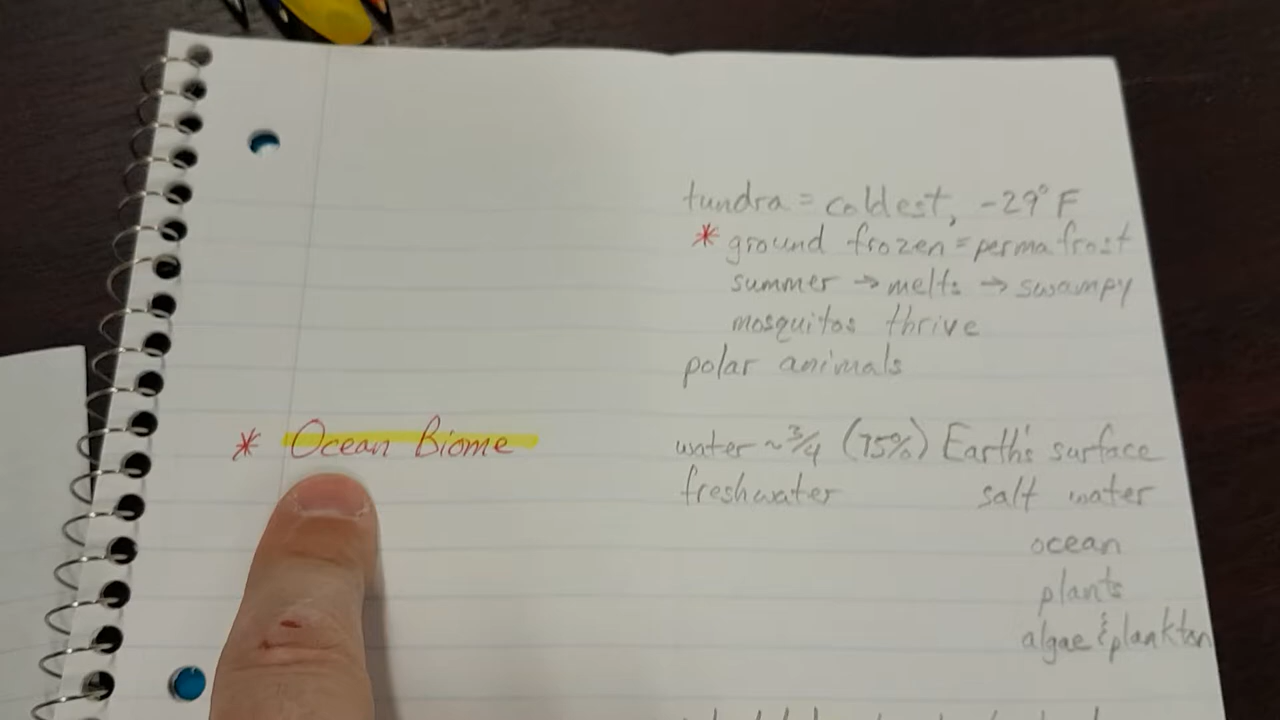 tundra = coldest, -29° F
* ground frozen = permafrost
summer → melts → swampy
mosquitos thrive
polar animals
* Ocean Biome
water ~ 3/4 (75%) Earth's surface
freshwater salt water
ocean
plants
algae & plankton